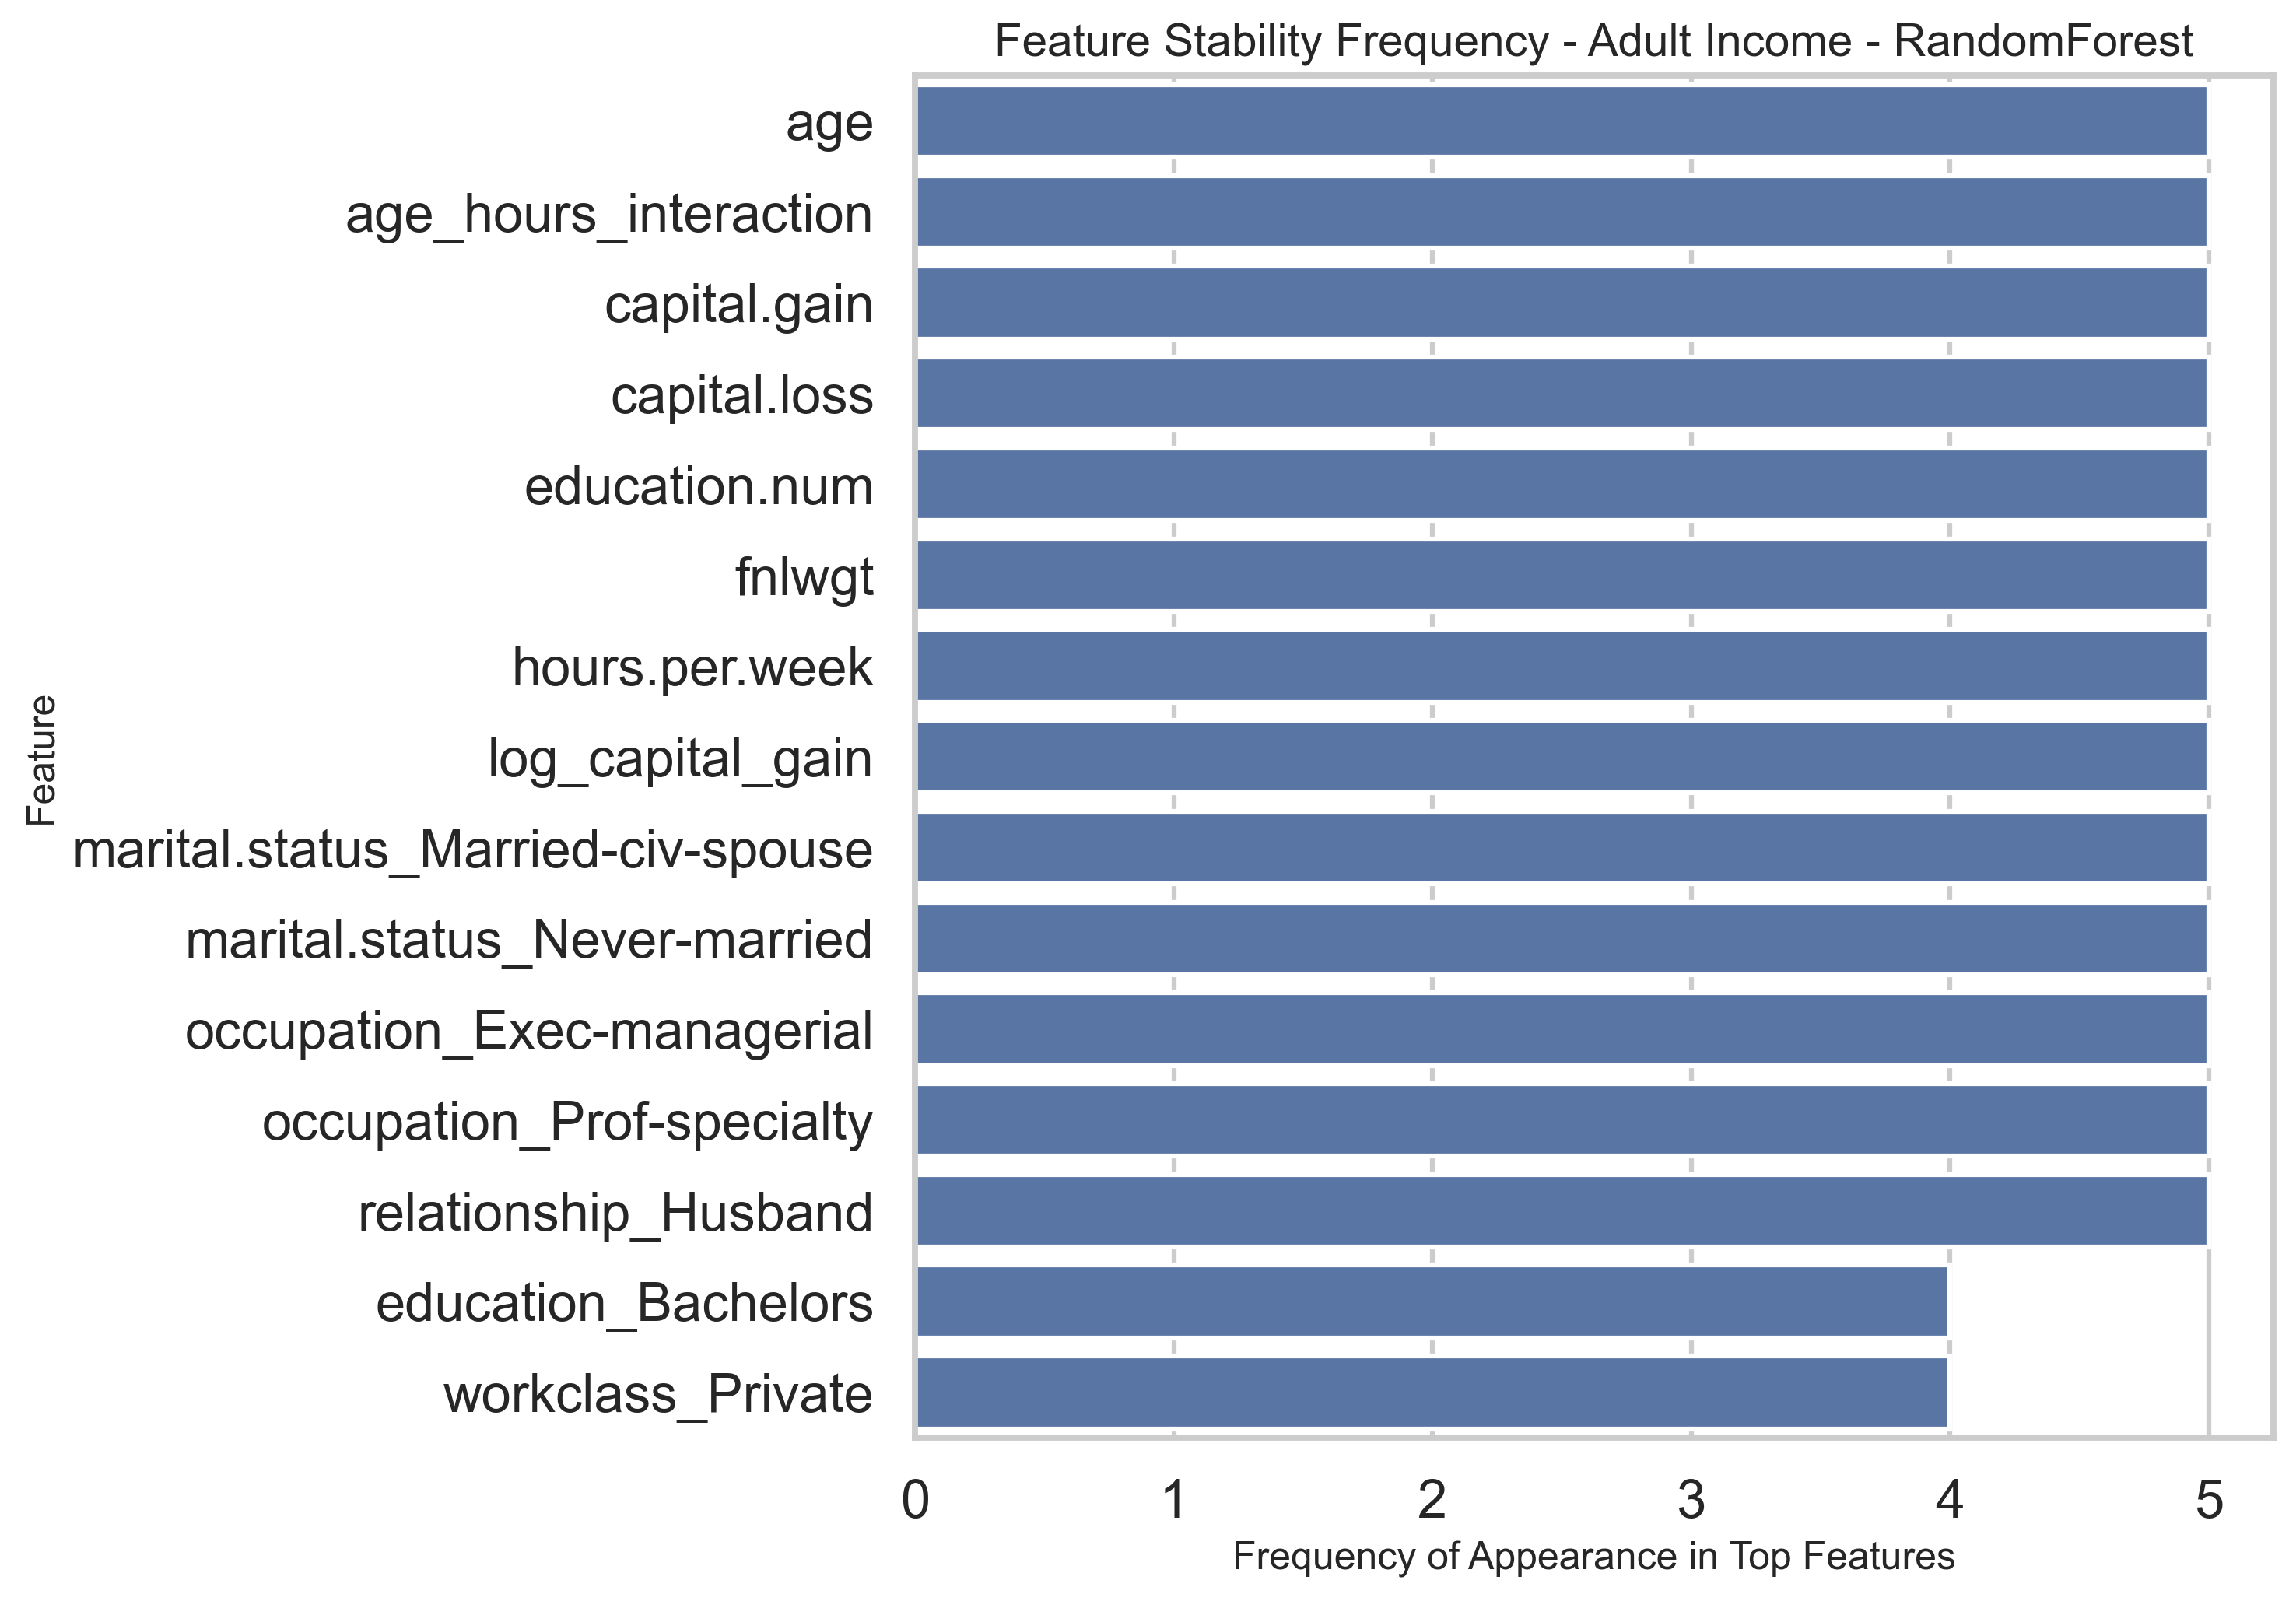 Feature Stability Frequency - Adult Income - RandomForest
age
age_hours_interaction
capital.gain
capital.loss
education.num
fnlwgt
hours.per.week
log_capital_gain
marital.status_Married-civ-spouse
marital.status_Never-married
occupation_Exec-managerial
occupation_Prof-specialty
relationship_Husband
education_Bachelors
workclass_Private
Feature
0 1 2 3 4 5
Frequency of Appearance in Top Features